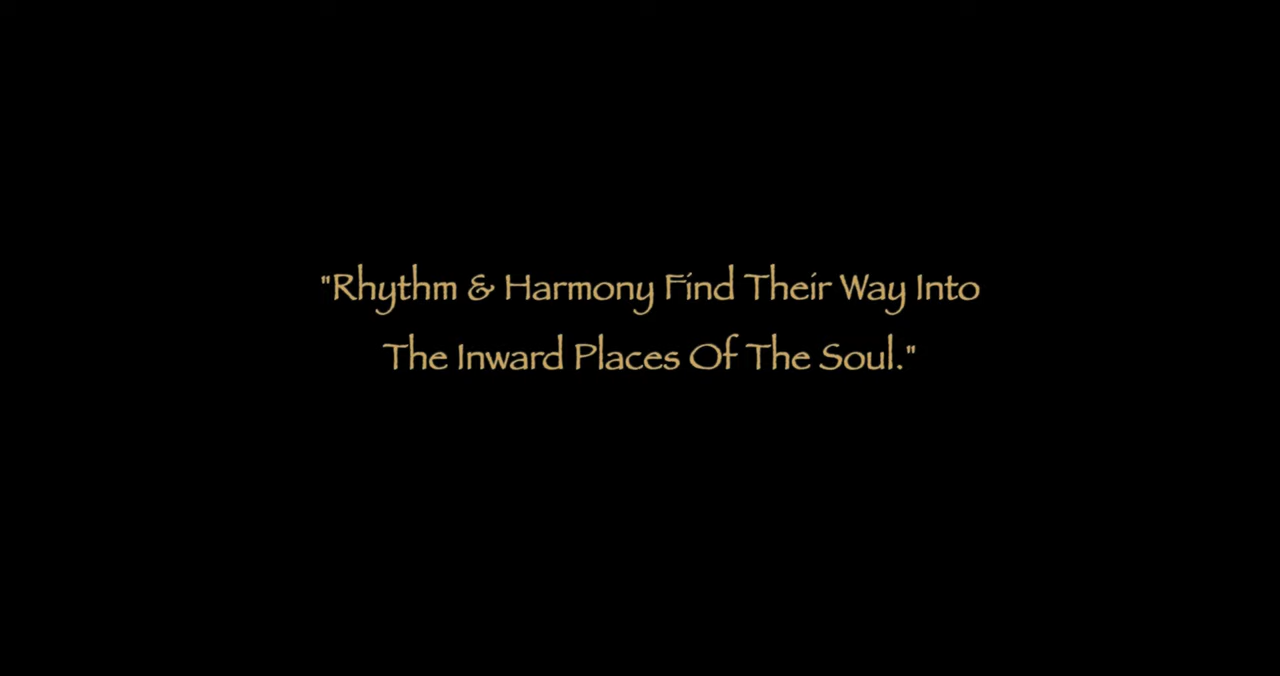 "Rhythm & Harmony Find Their Way Into
The Inward Places Of The Soul."